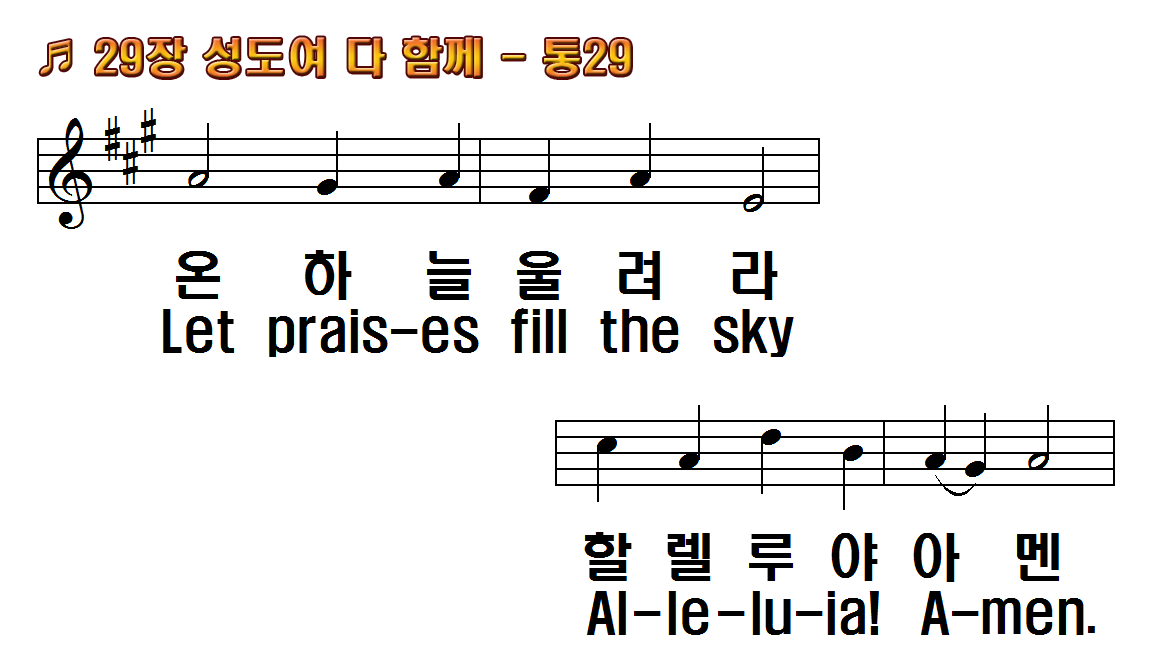 29장 성도여 다 함께 - 통29
온 하 늘 울 려 라
Let prais-es fill the sky
할 렐 루 야 아 멘
Al-le-lu-ia! A-men.